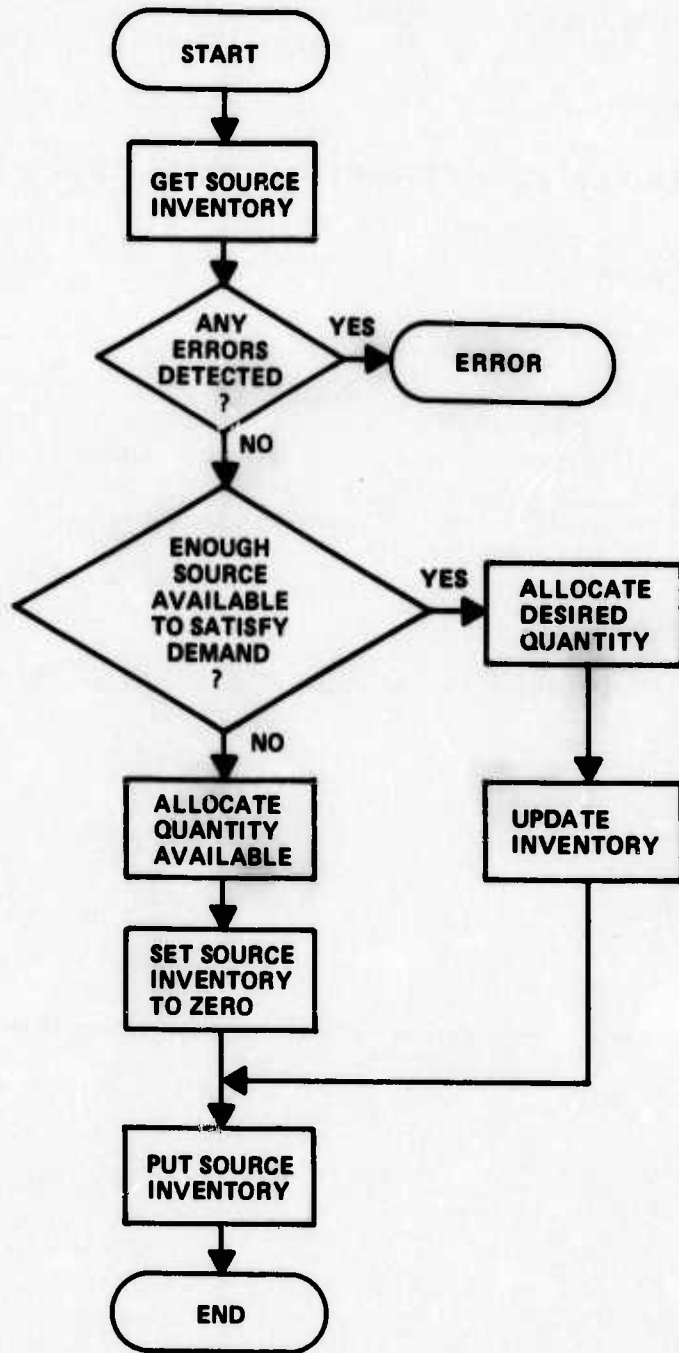 START
GET SOURCE
INVENTORY
ANY
ERRORS
DETECTED
?
YES
ERROR
NO
ENOUGH
SOURCE
AVAILABLE
TO SATISFY
DEMAND
?
YES
ALLOCATE
DESIRED
QUANTITY
NO
ALLOCATE
QUANTITY
AVAILABLE
UPDATE
INVENTORY
SET SOURCE
INVENTORY
TO ZERO
PUT SOURCE
INVENTORY
END